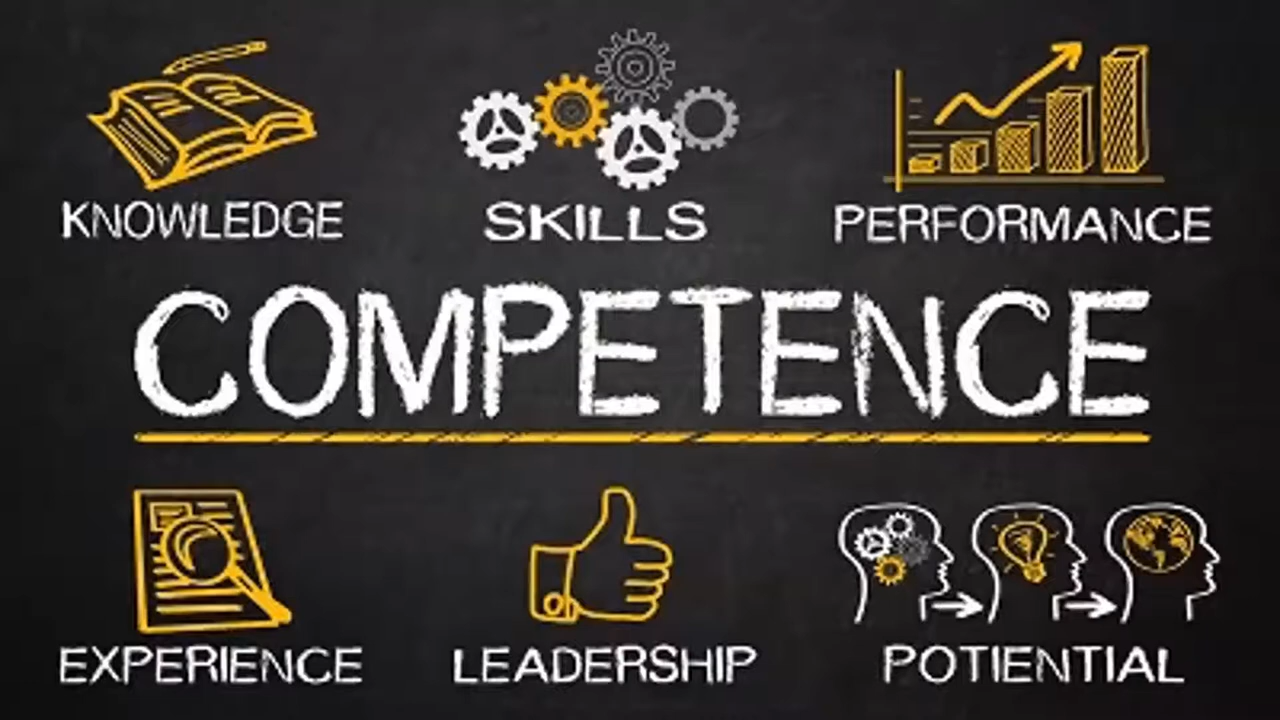 KNOWLEDGE
SKILLS
PERFORMANCE
COMPETENCE
EXPERIENCE
LEADERSHIP
POTIENTIAL